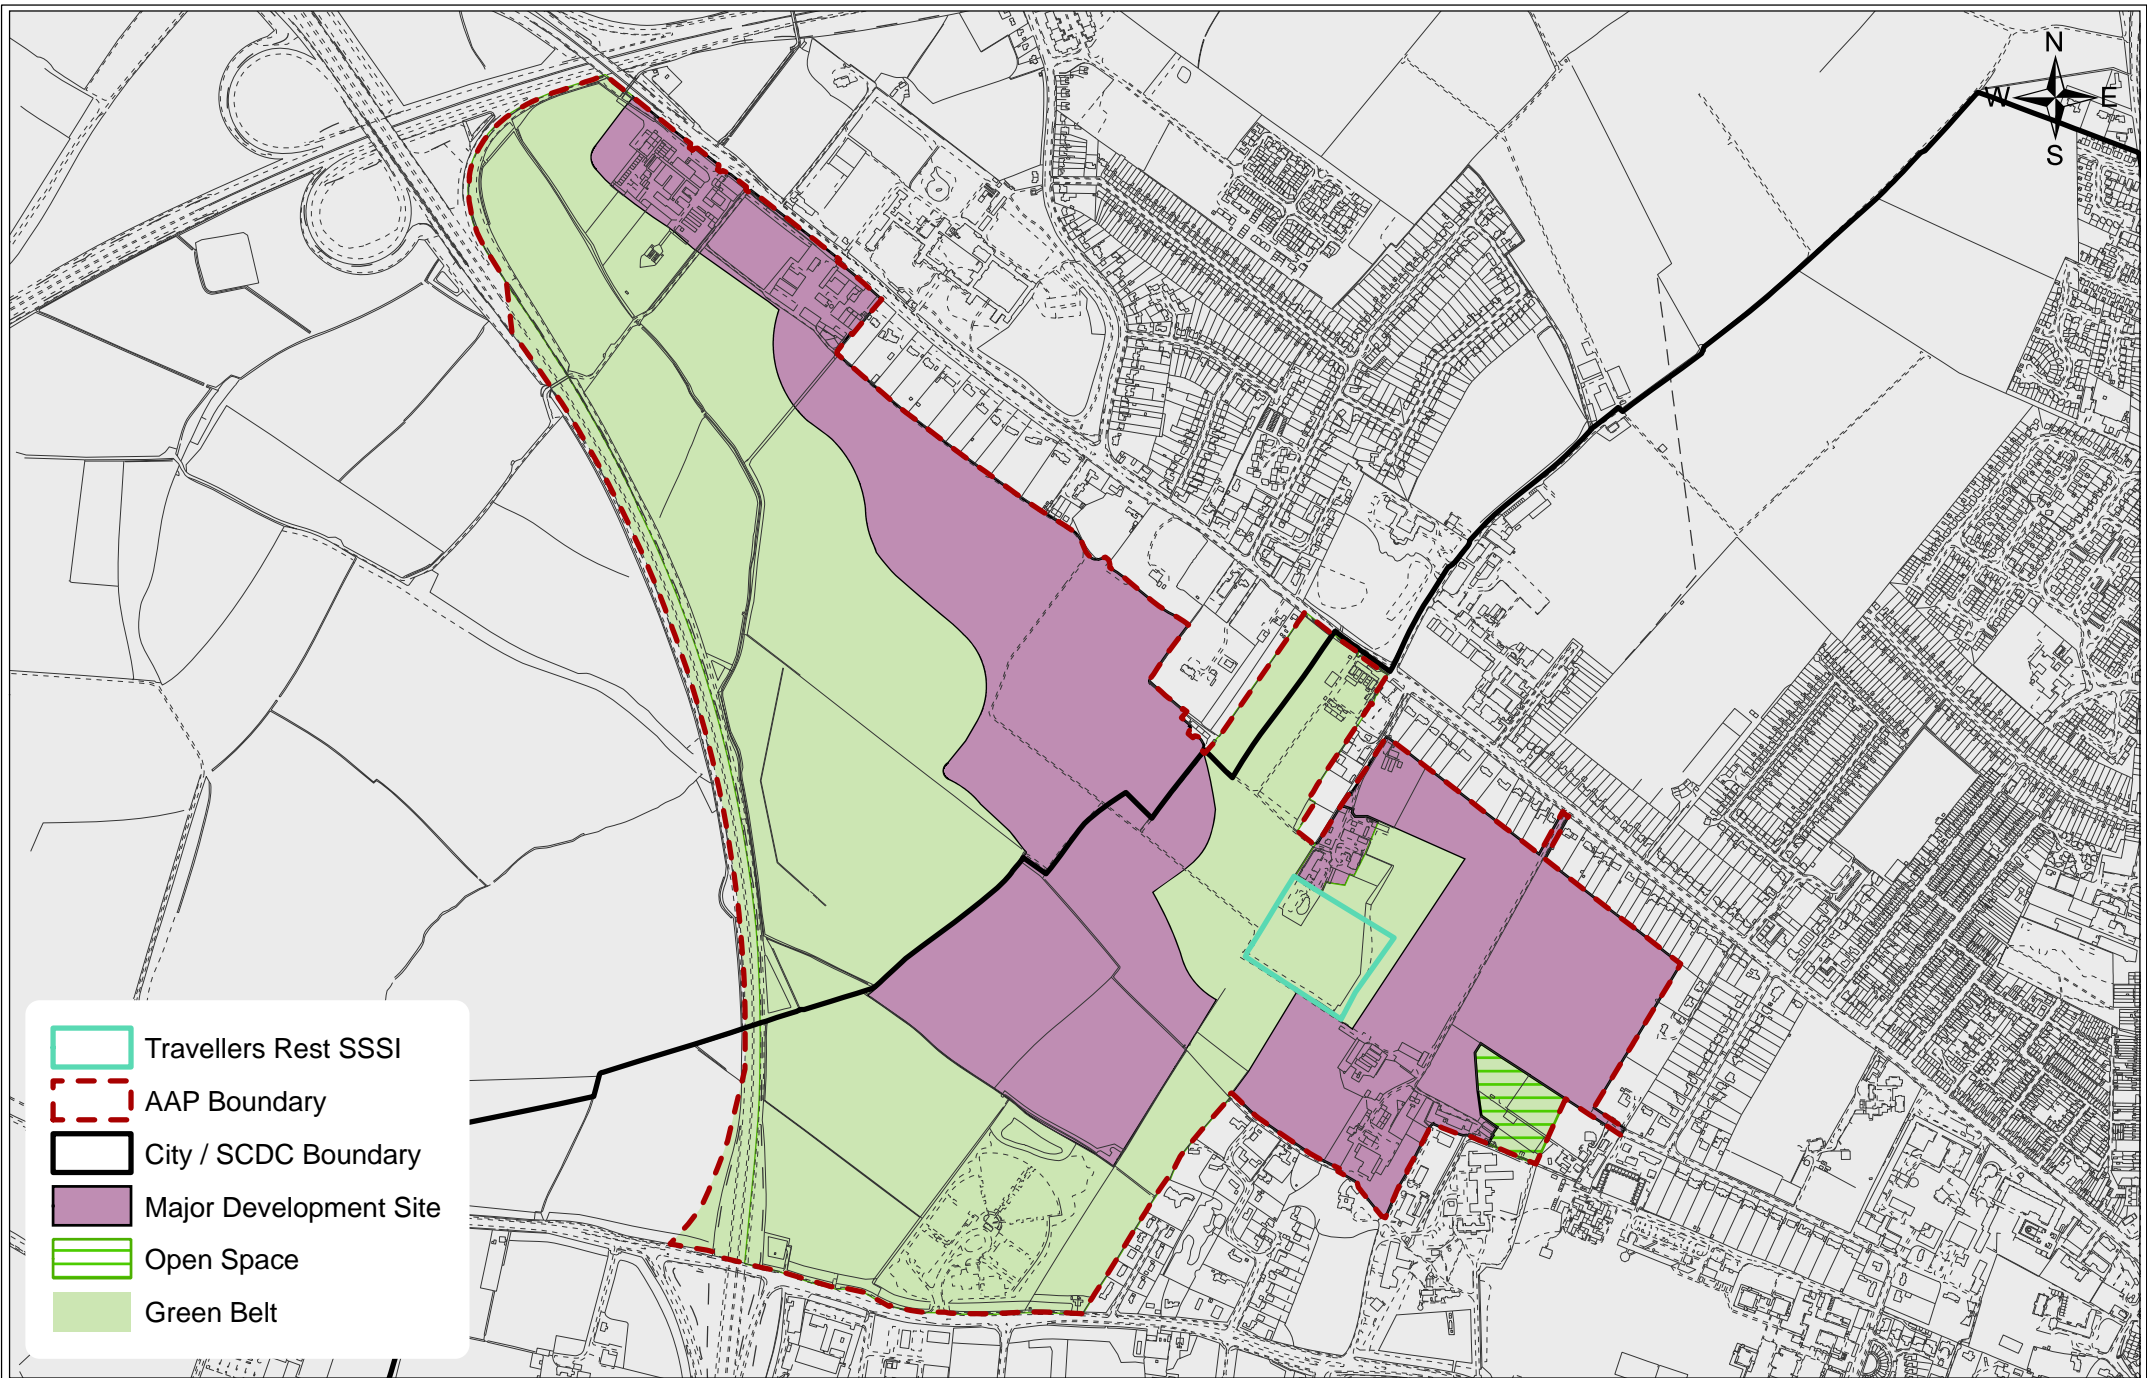 N
W E
S
Travellers Rest SSSI
AAP Boundary
City / SCDC Boundary
Major Development Site
Open Space
Green Belt